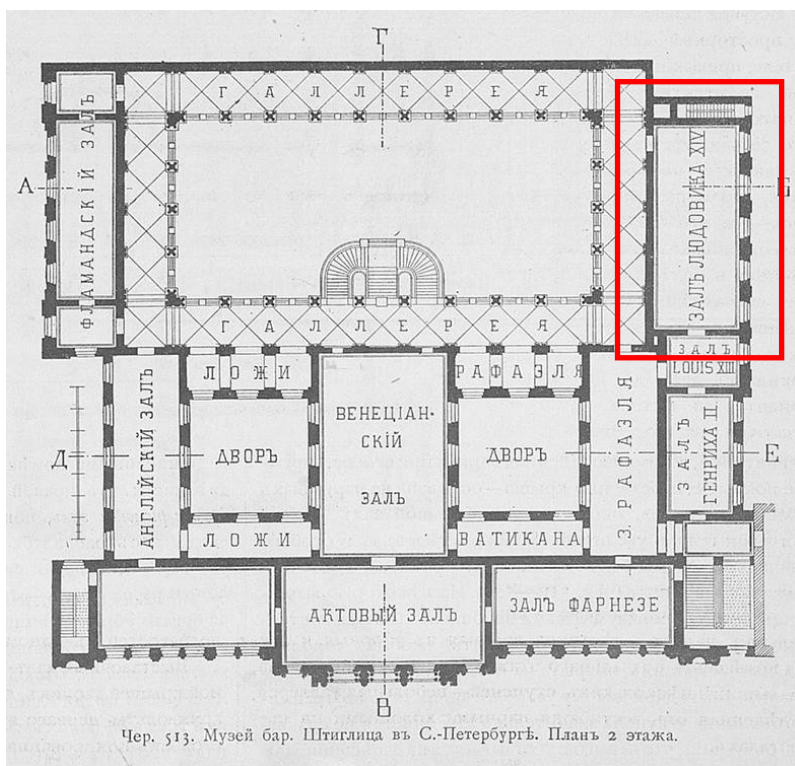 Г
ГАЛЛЕРЕЯ
ФЛАМАНДСКІЙ ЗАЛЪ
А
ЗАЛЪ ЛЮДОВИКА XIV
Б
ГАЛЛЕРЕЯ
ЗАЛЪ
LOUIS XIII
ЛОЖИ
РАФАЭЛЯ
АНГЛІЙСКІЙ ЗАЛЪ
ВЕНЕЦІАН-
СКІЙ
ЗАЛЪ
З. РАФАЭЛЯ
ЗАЛЪ
ГЕНРИХА II.
Д
ДВОРЪ
ДВОРЪ
Е
ЛОЖИ
ВАТИКАНА
АКТОВЫЙ ЗАЛЪ
ЗАЛЪ ФАРНЕЗЕ
В
Чер. 513. Музей бар. Штиглица въ С.-Петербургѣ. Планъ 2 этажа.